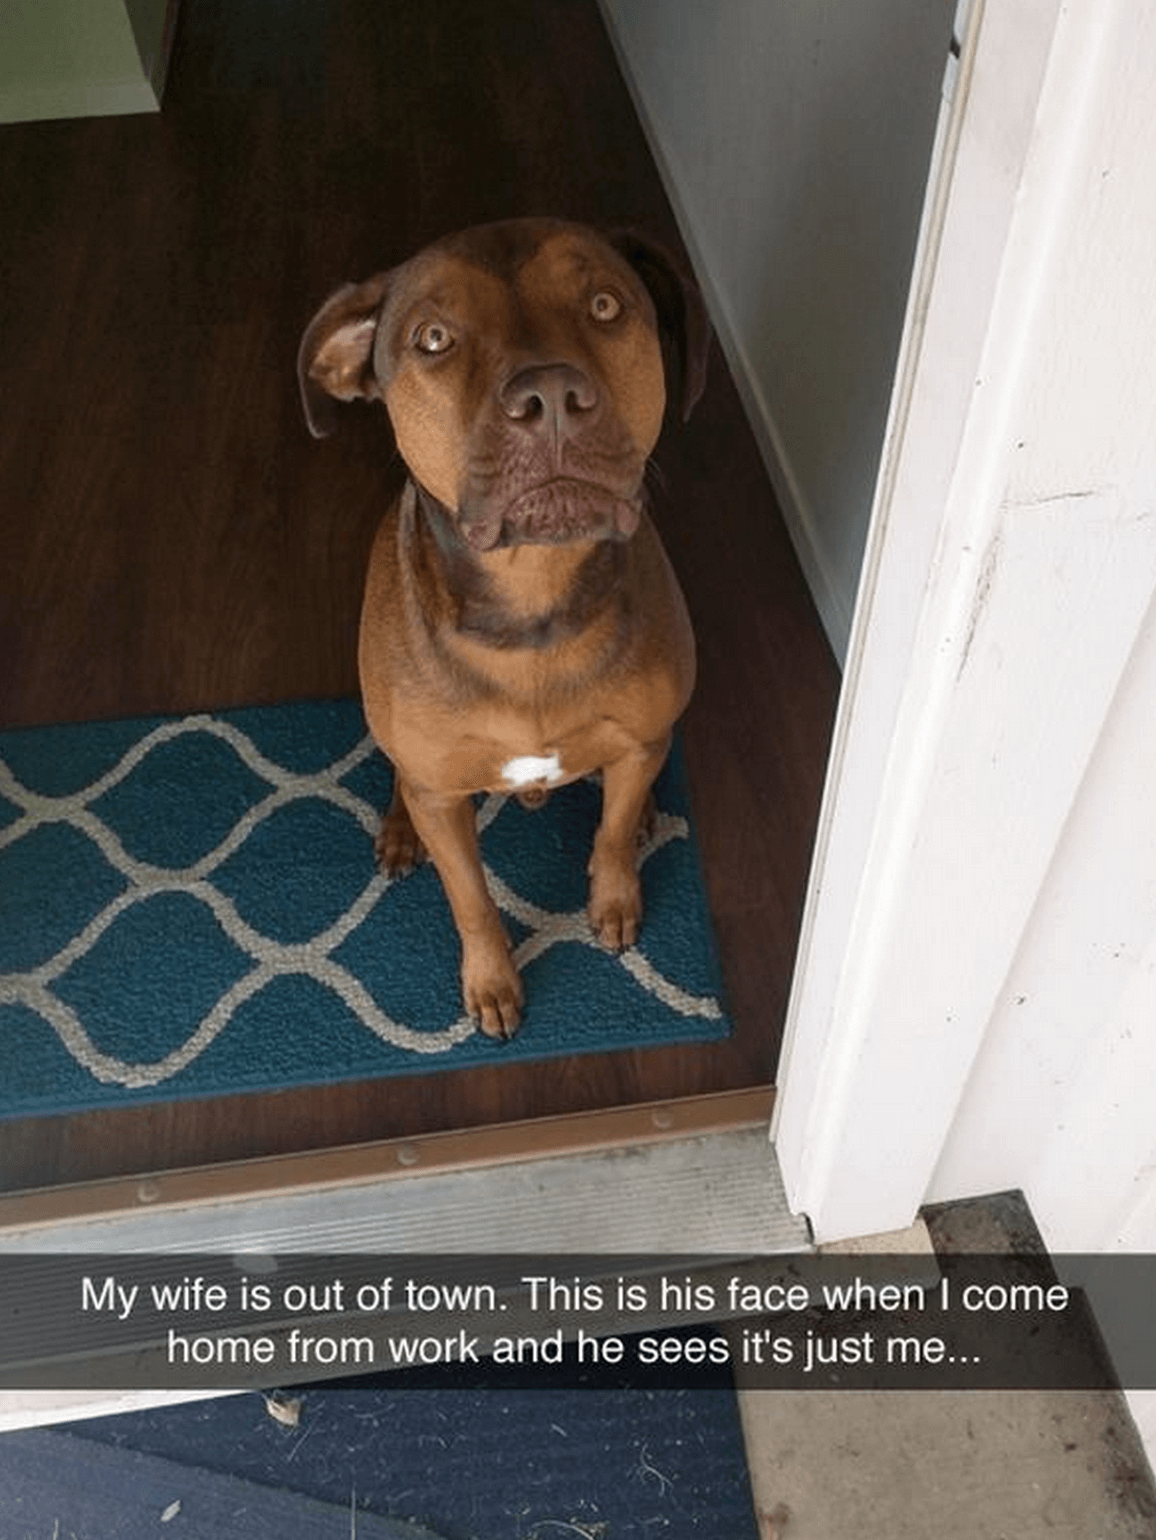 My wife is out of town. This is his face when I come
home from work and he sees it's just me...